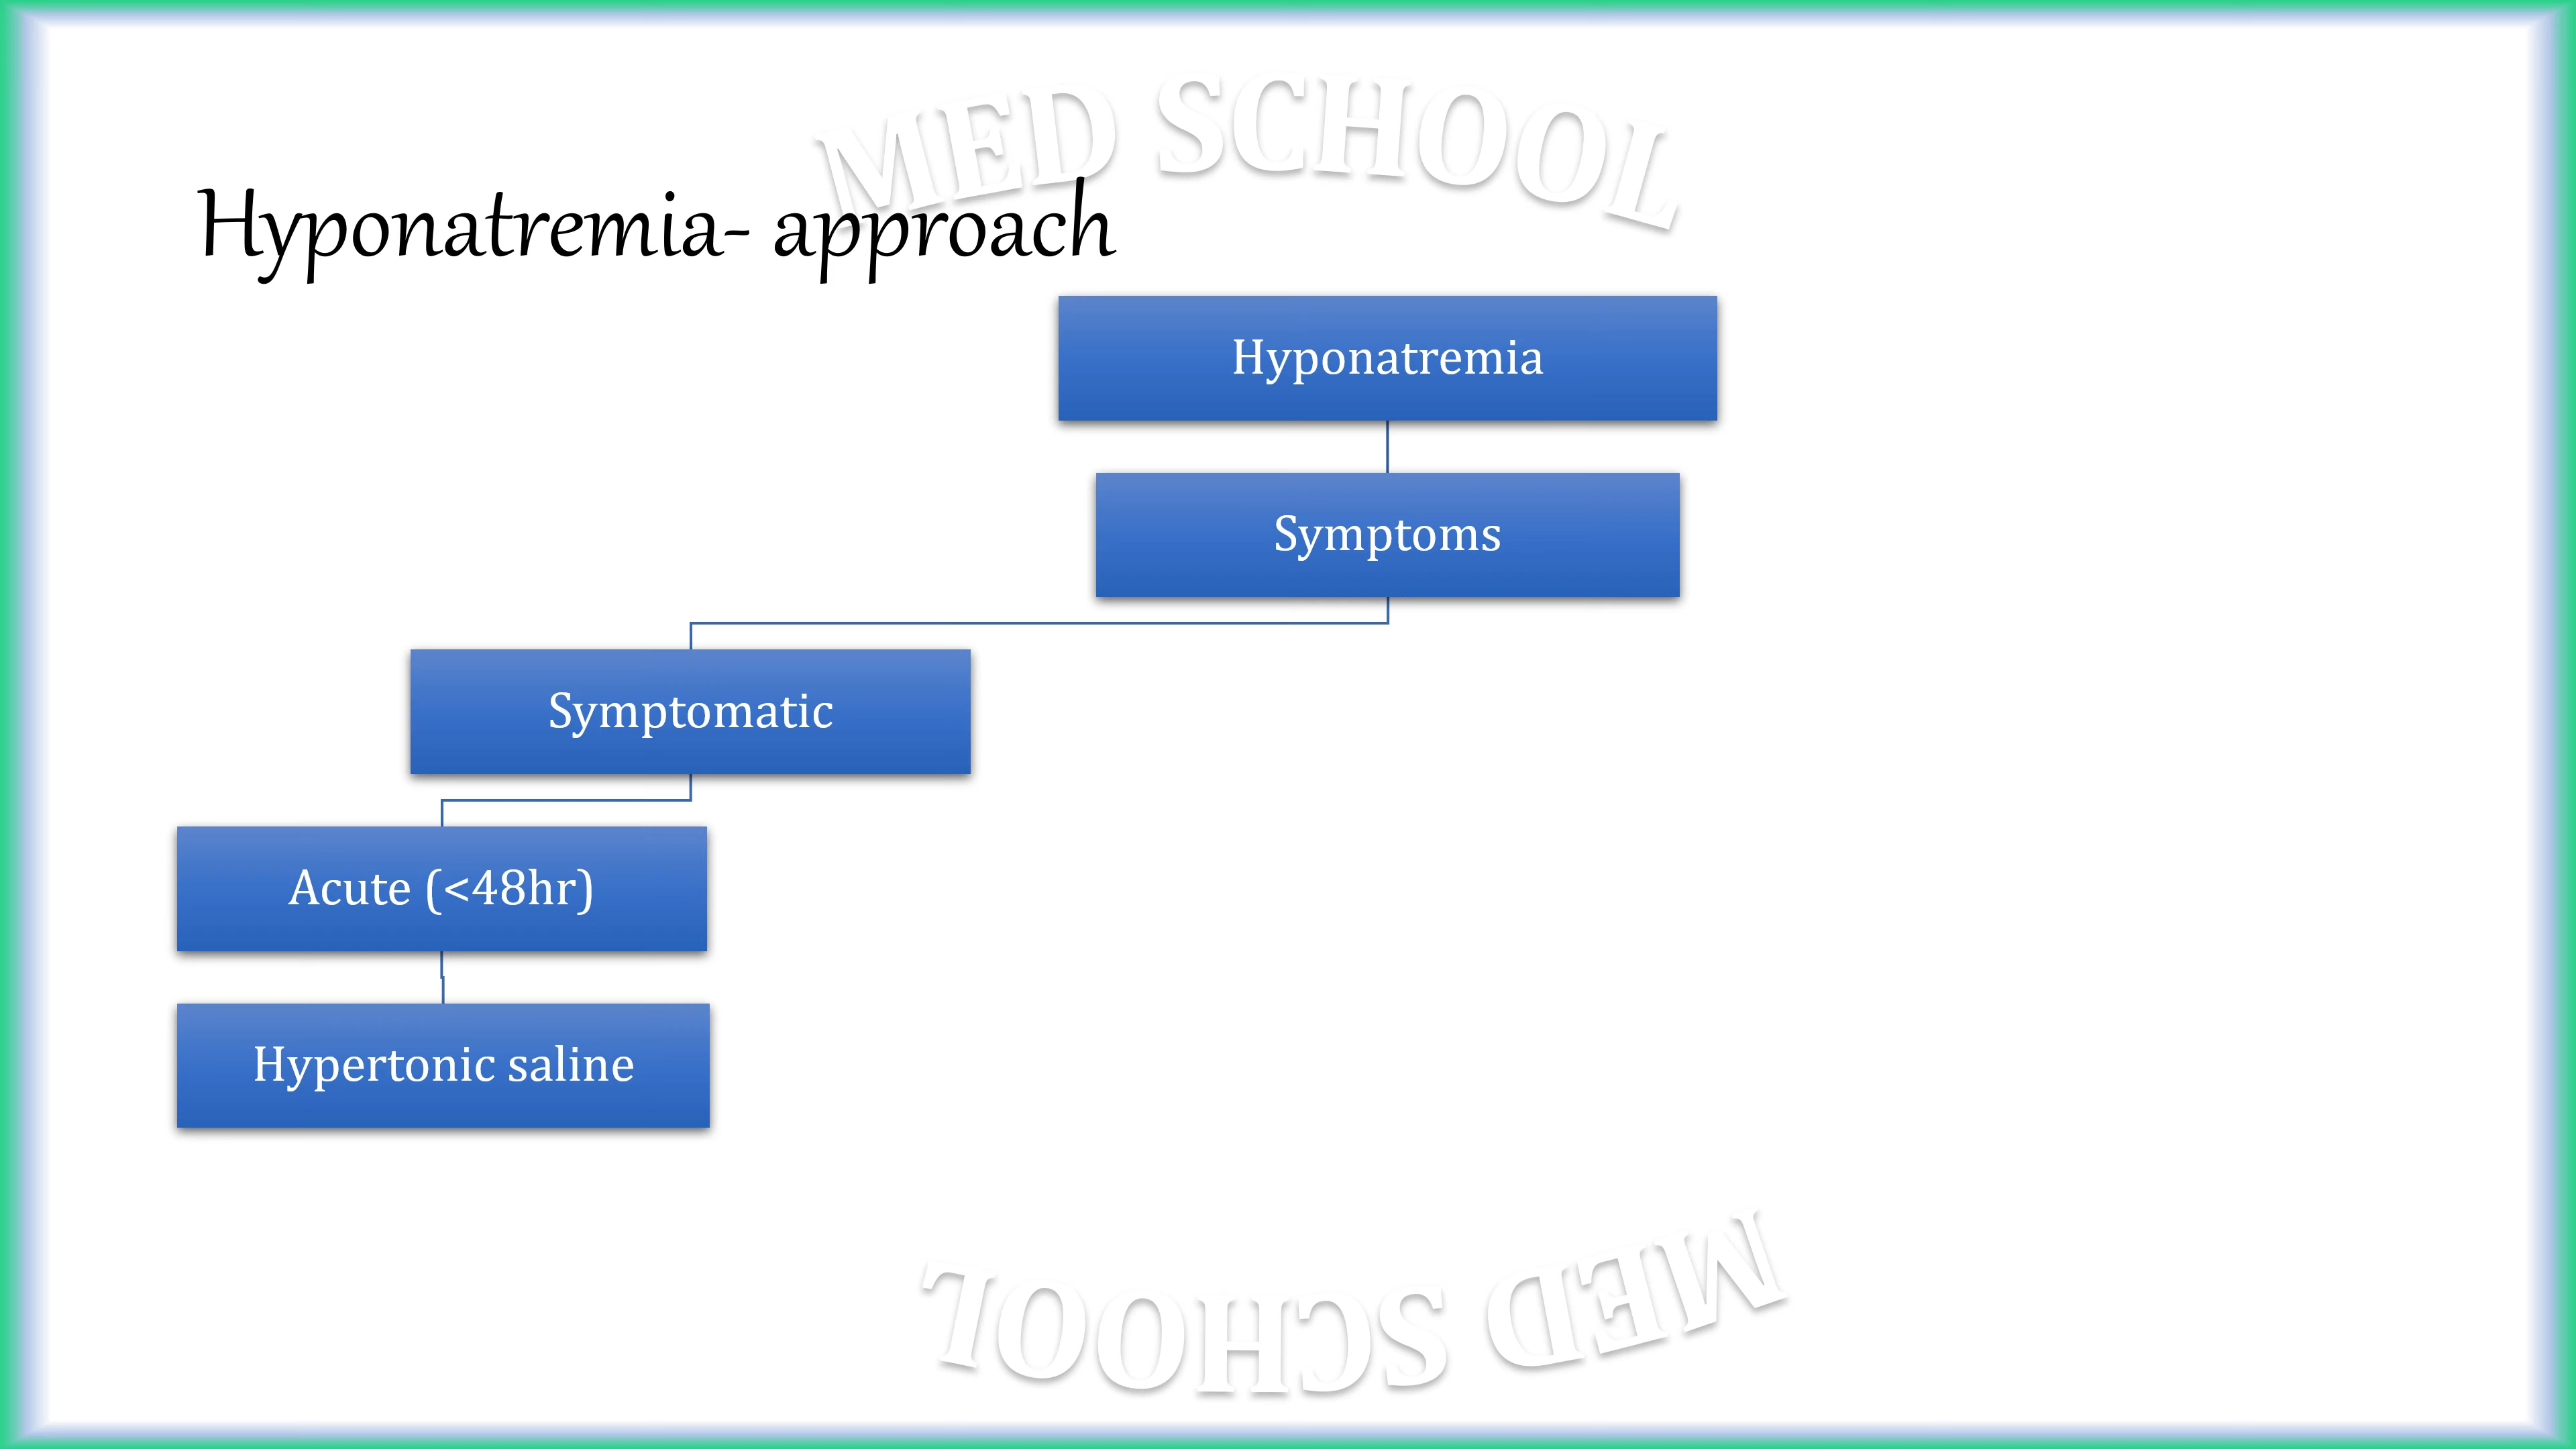 MED SCHOOL
Hyponatremia- approach
Hyponatremia
Symptoms
Symptomatic
Acute (<48hr)
Hypertonic saline
MED SCHOOL